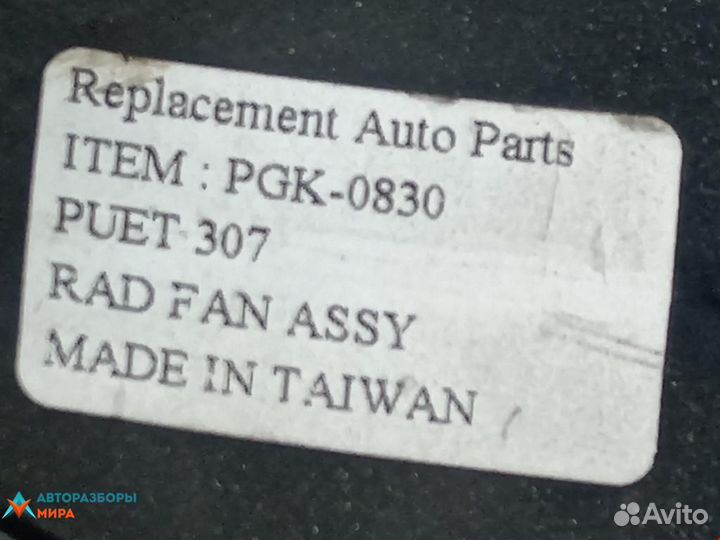 Replacement Auto Parts
ITEM : PGK-0830
PUET 307
RAD FAN ASSY
MADE IN TAIWAN
АВТОРАЗБОРЫ
МИРА
Avito